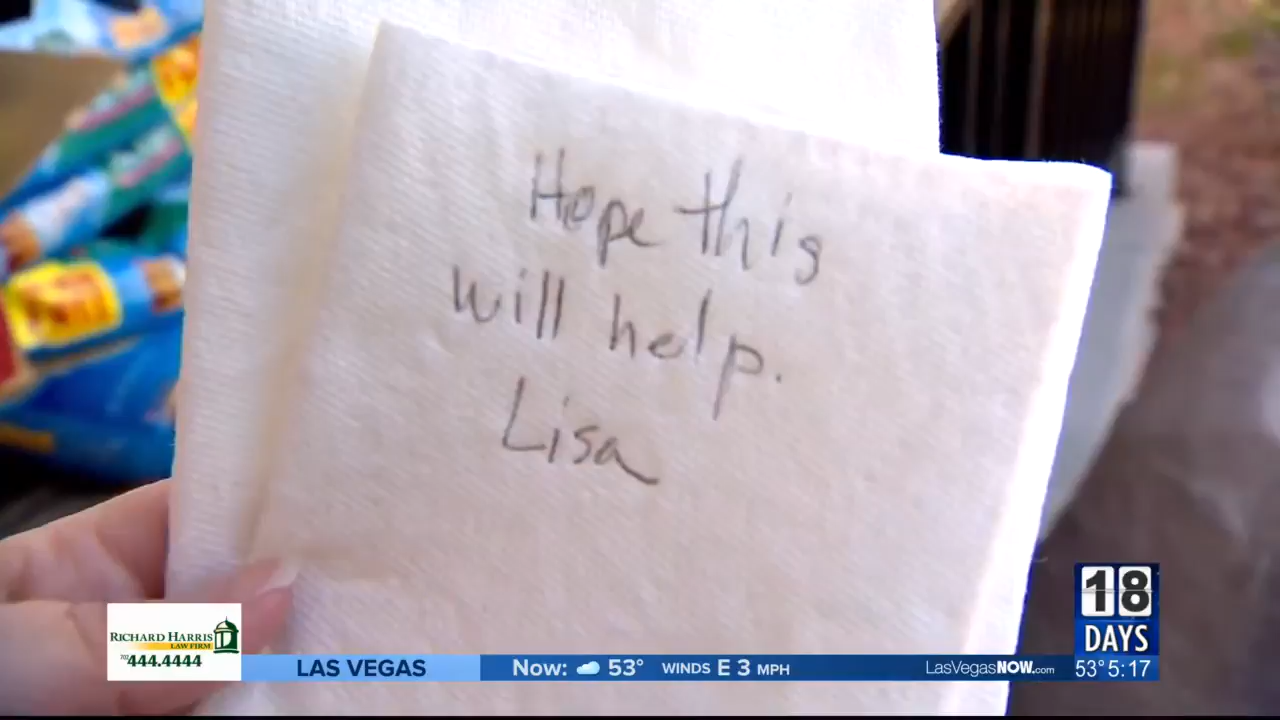 Hope this
will help.
Lisa
18
DAYS
RICHARD HARRIS
LAW FIRM
702 444.4444
LAS VEGAS
Now: 53° WINDS E 3 MPH
LasVegasNOW.com
53° 5:17